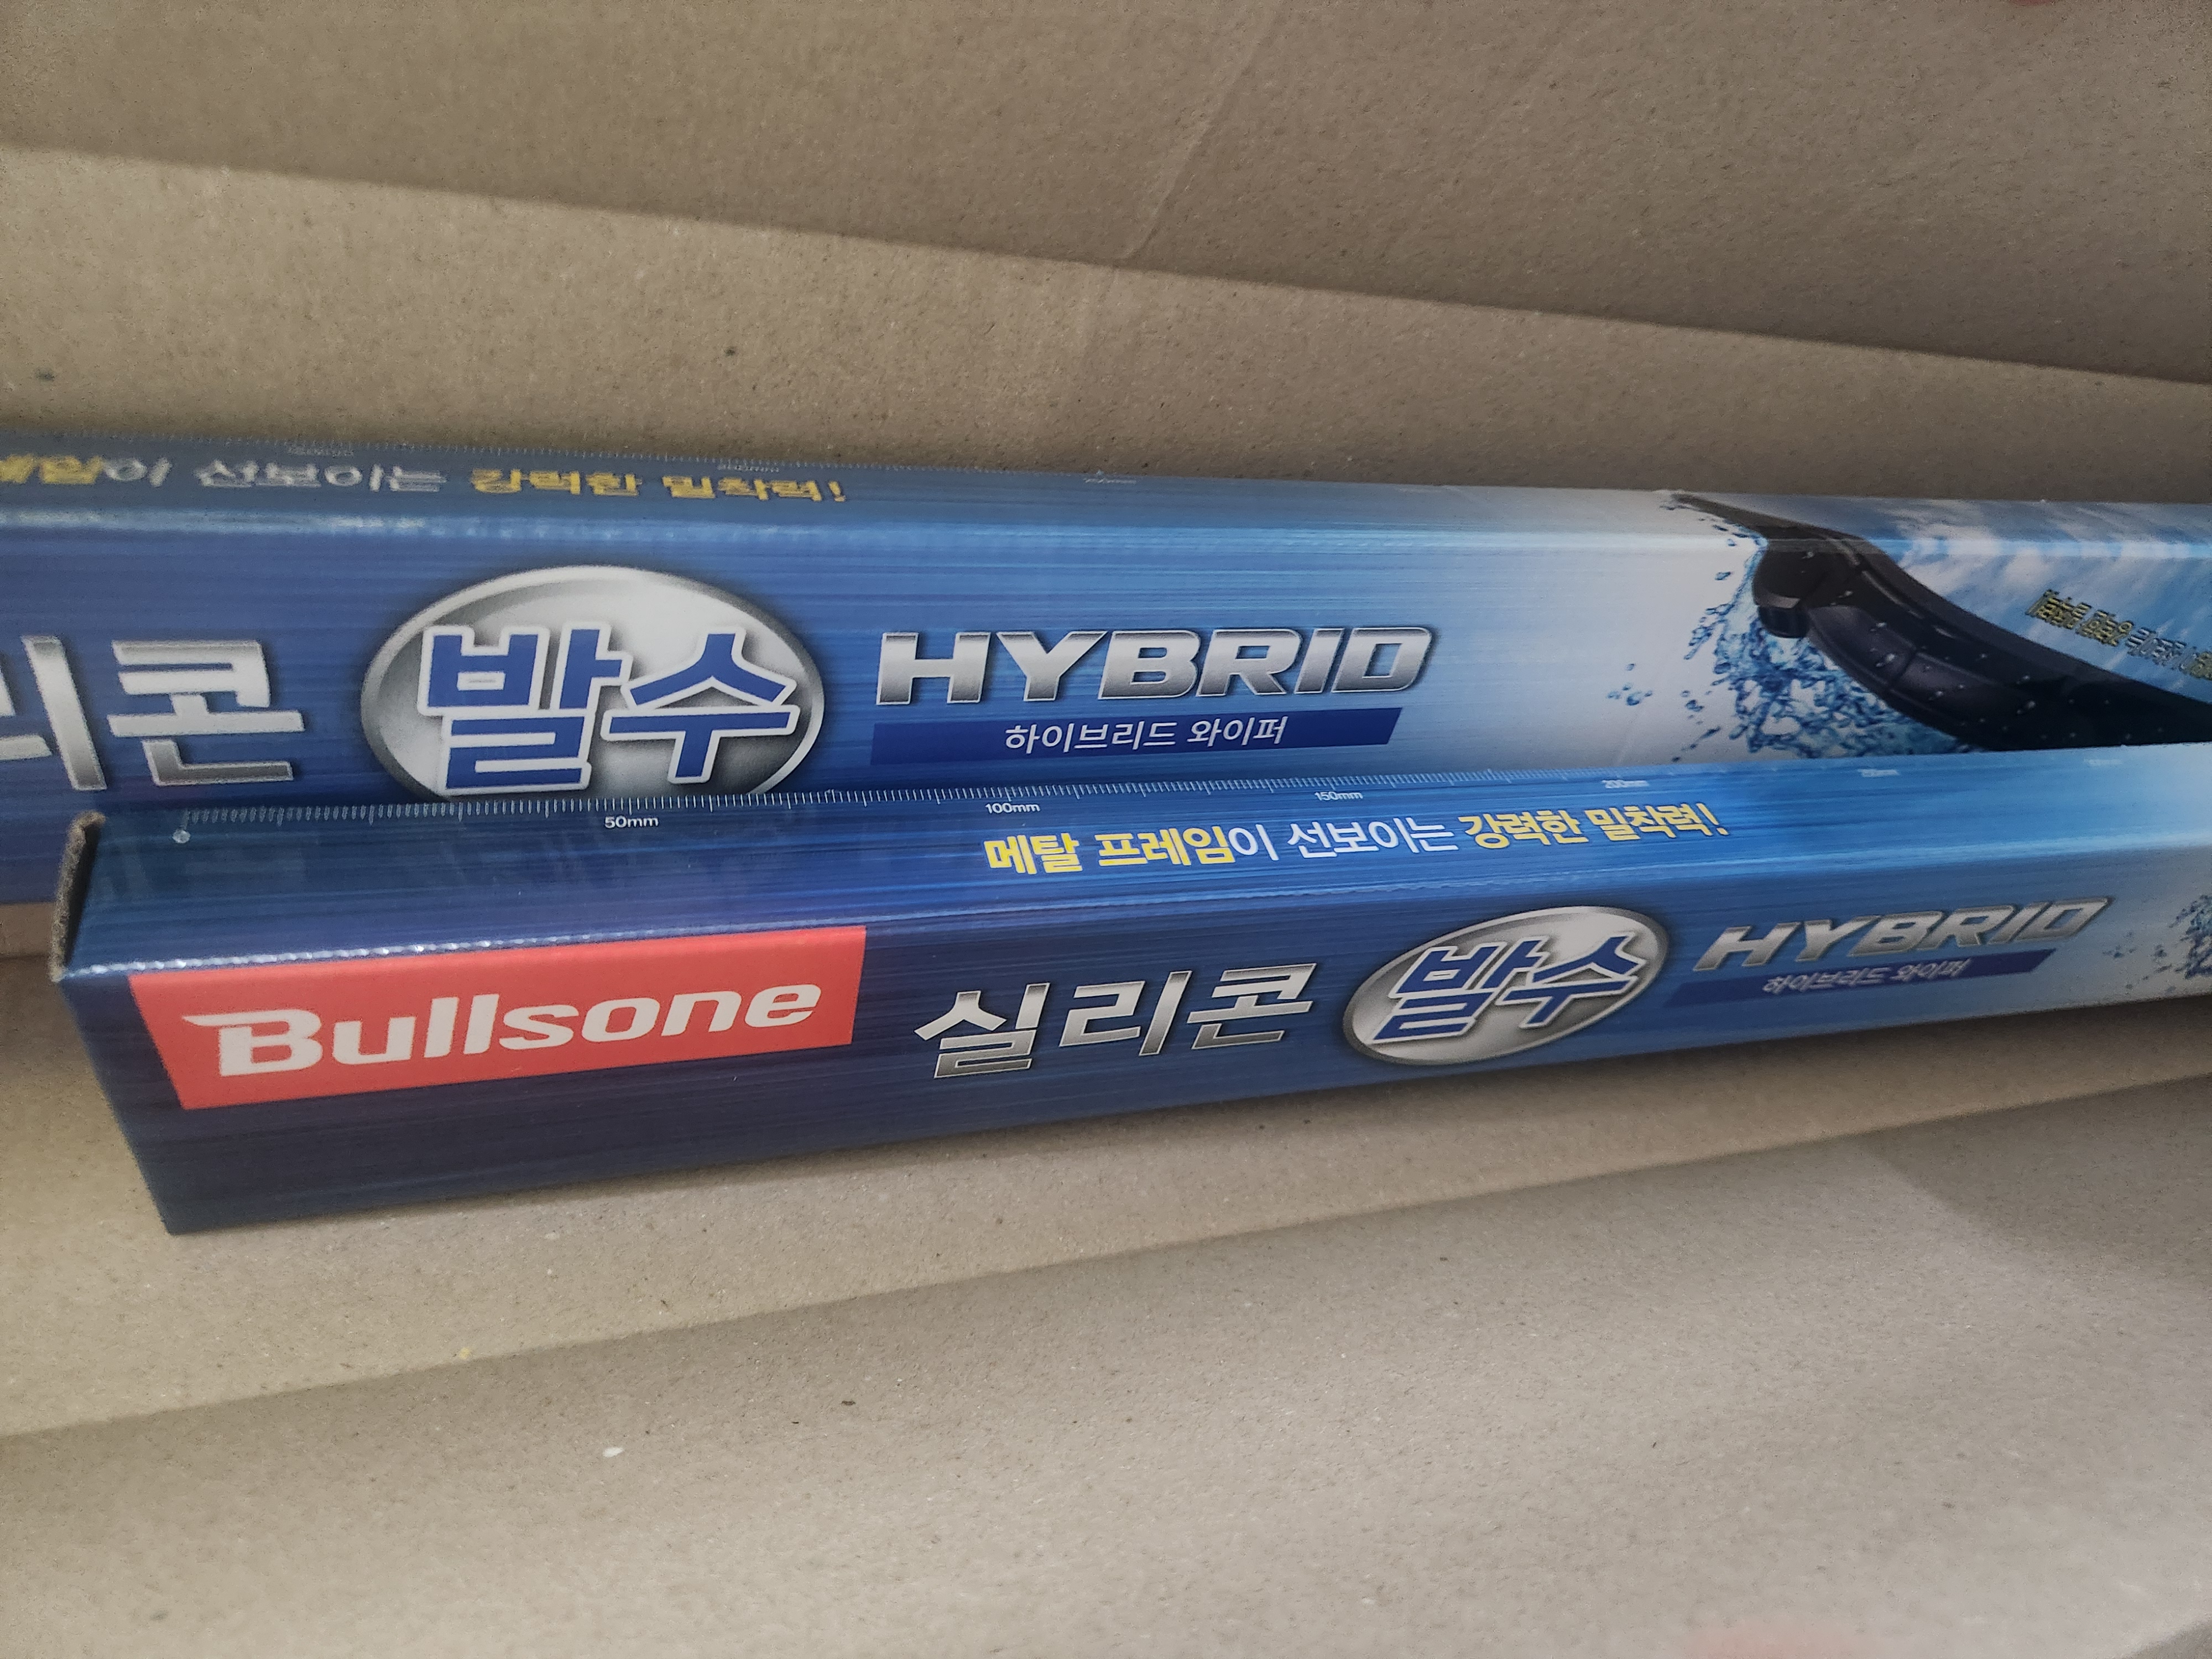 이 선보이는 강력한 밀착력!
리콘 발수 HYBRID
하이브리드 와이퍼
50mm 100mm 150mm 200mm 250mm
메탈 프레임이 선보이는 강력한 밀착력!
Bullsone 실리콘 발수 HYBRID
하이브리드 와이퍼